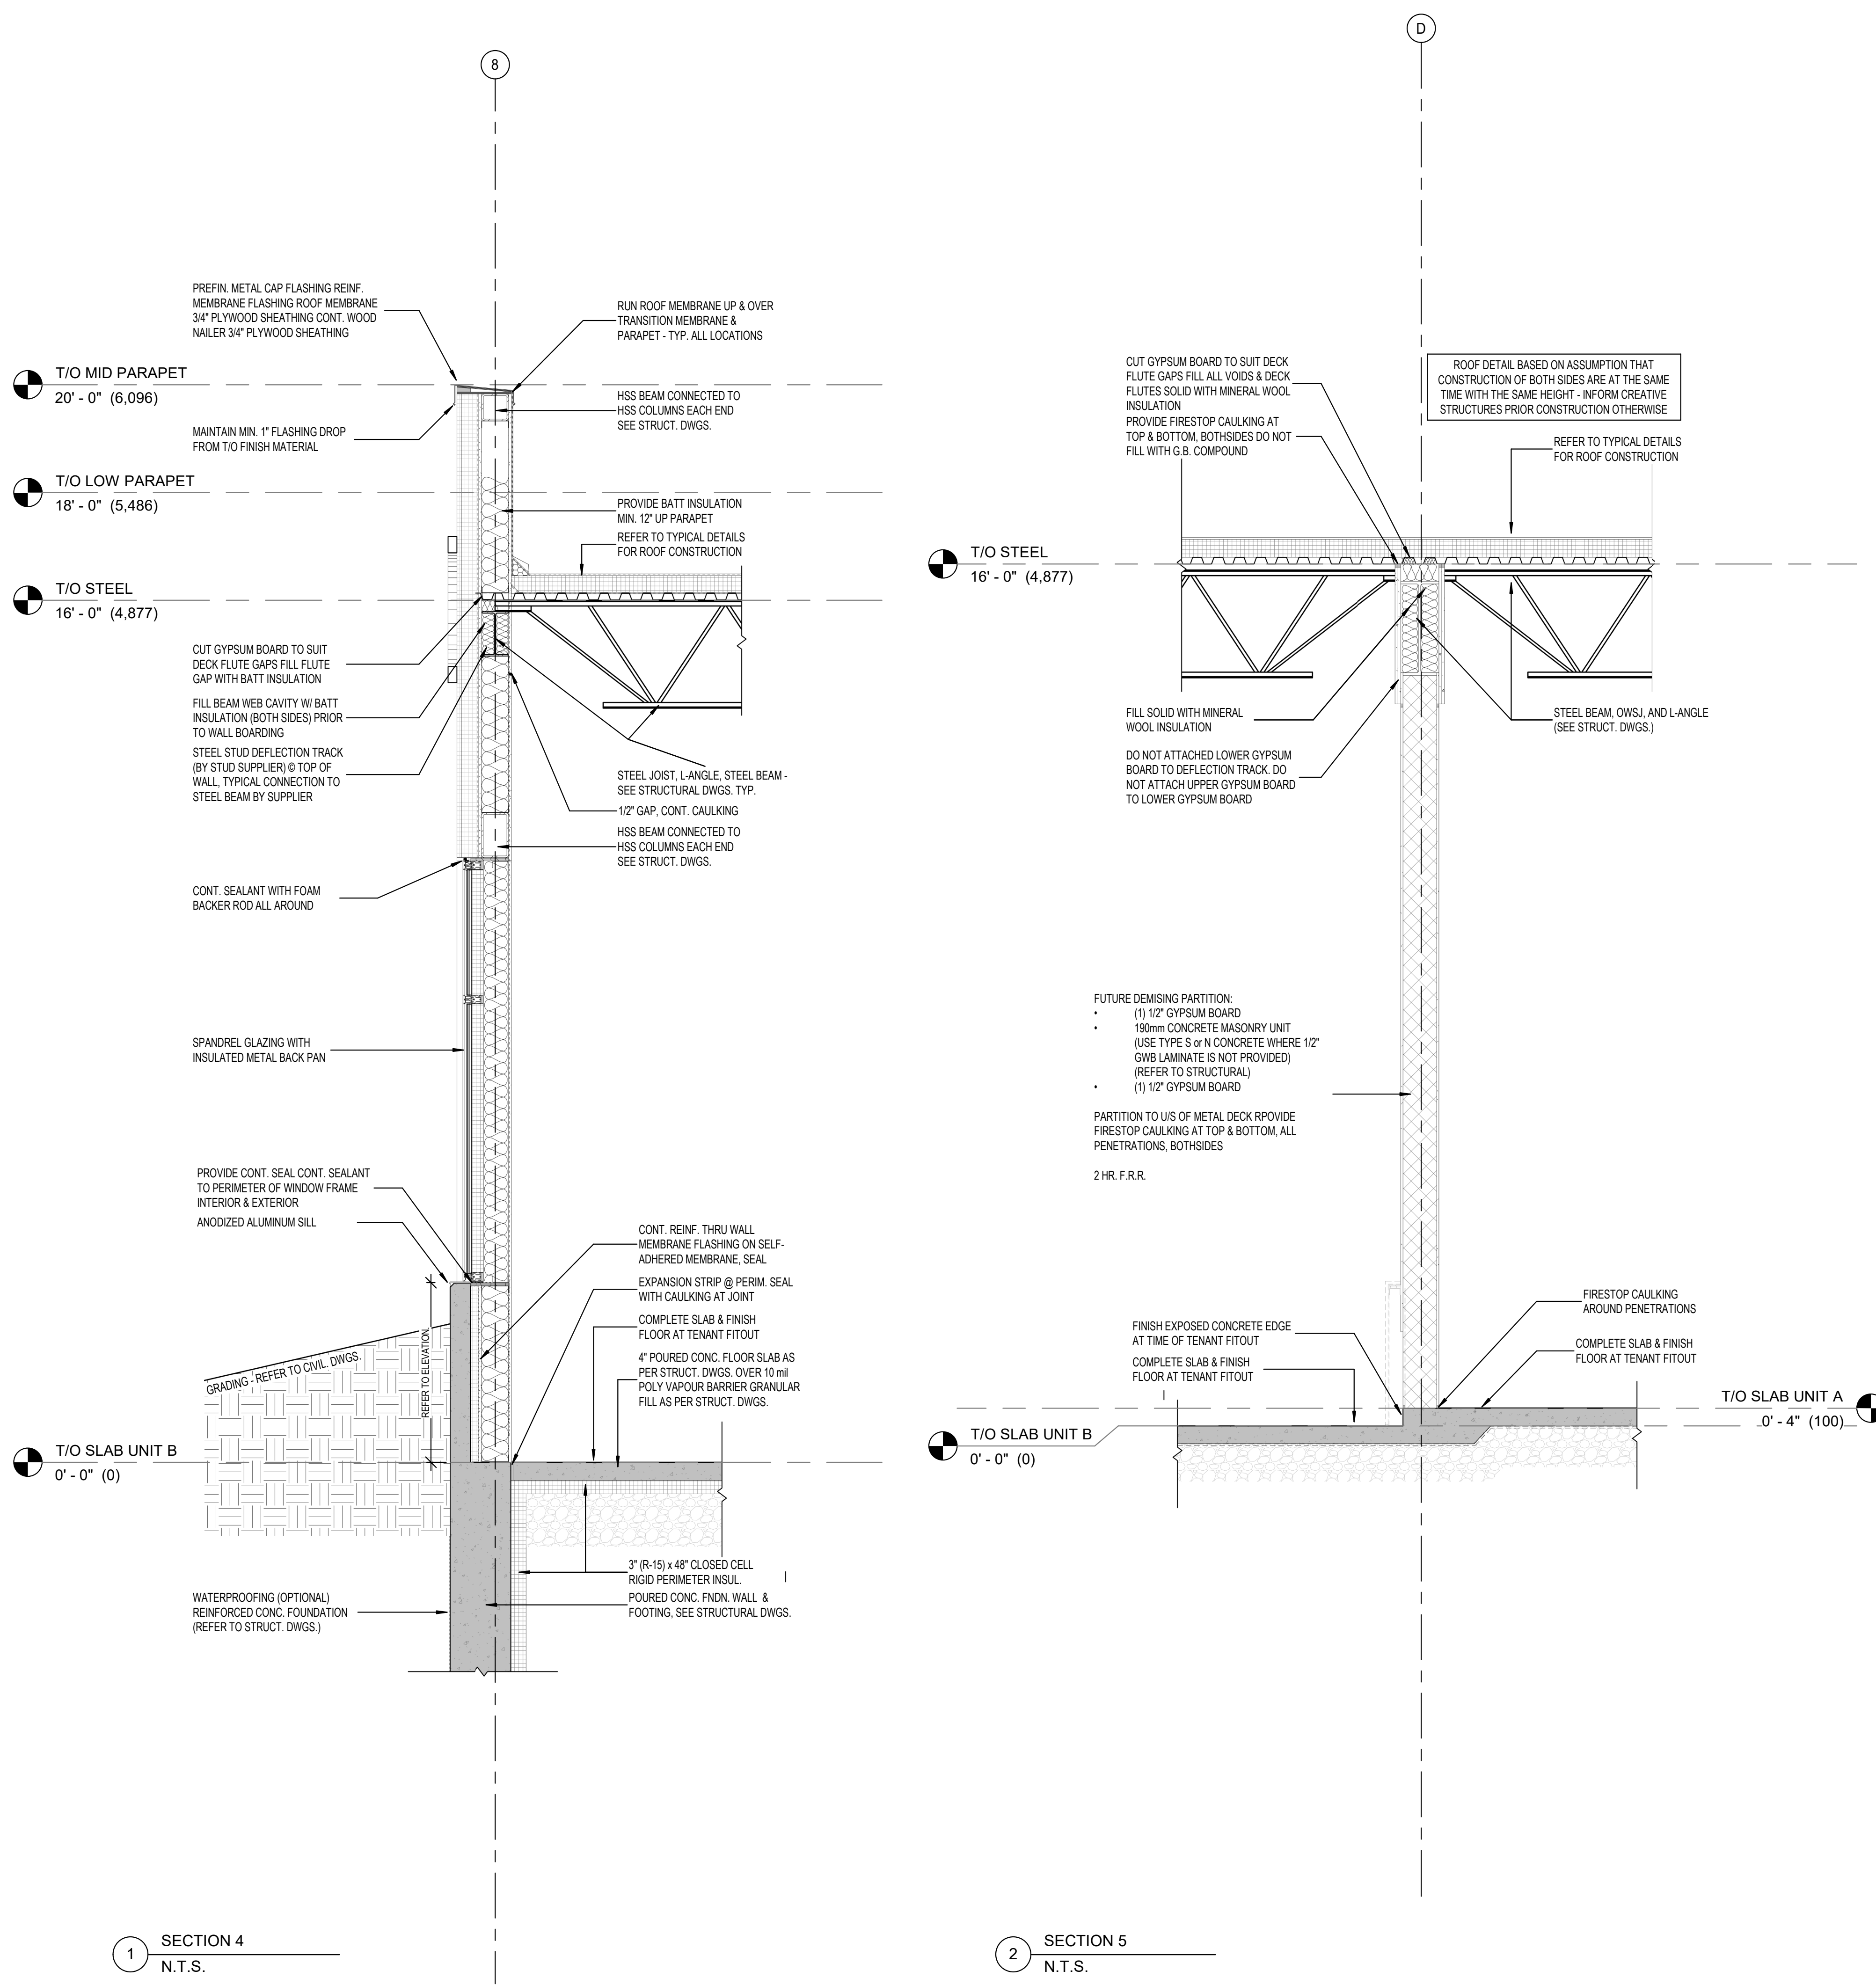 8
PREFIN. METAL CAP FLASHING REINF.
MEMBRANE FLASHING ROOF MEMBRANE
3/4" PLYWOOD SHEATHING CONT. WOOD
NAILER 3/4" PLYWOOD SHEATHING
RUN ROOF MEMBRANE UP & OVER
TRANSITION MEMBRANE &
PARAPET - TYP. ALL LOCATIONS
T/O MID PARAPET
20' - 0" (6,096)
HSS BEAM CONNECTED TO
HSS COLUMNS EACH END
SEE STRUCT. DWGS.
MAINTAIN MIN. 1" FLASHING DROP
FROM T/O FINISH MATERIAL
T/O LOW PARAPET
18' - 0" (5,486)
PROVIDE BATT INSULATION
MIN. 12" UP PARAPET
REFER TO TYPICAL DETAILS
FOR ROOF CONSTRUCTION
T/O STEEL
16' - 0" (4,877)
CUT GYPSUM BOARD TO SUIT
DECK FLUTE GAPS FILL FLUTE
GAP WITH BATT INSULATION
FILL BEAM WEB CAVITY W/ BATT
INSULATION (BOTH SIDES) PRIOR
TO WALL BOARDING
STEEL STUD DEFLECTION TRACK
(BY STUD SUPPLIER) © TOP OF
WALL, TYPICAL CONNECTION TO
STEEL BEAM BY SUPPLIER
STEEL JOIST, L-ANGLE, STEEL BEAM -
SEE STRUCTURAL DWGS. TYP.
1/2" GAP, CONT. CAULKING
HSS BEAM CONNECTED TO
HSS COLUMNS EACH END
SEE STRUCT. DWGS.
CONT. SEALANT WITH FOAM
BACKER ROD ALL AROUND
SPANDREL GLAZING WITH
INSULATED METAL BACK PAN
PROVIDE CONT. SEAL CONT. SEALANT
TO PERIMETER OF WINDOW FRAME
INTERIOR & EXTERIOR
ANODIZED ALUMINUM SILL
CONT. REINF. THRU WALL
MEMBRANE FLASHING ON SELF-
ADHERED MEMBRANE, SEAL
EXPANSION STRIP @ PERIM. SEAL
WITH CAULKING AT JOINT
COMPLETE SLAB & FINISH
FLOOR AT TENANT FITOUT
4" POURED CONC. FLOOR SLAB AS
PER STRUCT. DWGS. OVER 10 mil
POLY VAPOUR BARRIER GRANULAR
FILL AS PER STRUCT. DWGS.
GRADING - REFER TO CIVIL. DWGS.
REFER TO ELEVATION
T/O SLAB UNIT B
0' - 0" (0)
3" (R-15) x 48" CLOSED CELL
RIGID PERIMETER INSUL.
POURED CONC. FNDN. WALL &
FOOTING, SEE STRUCTURAL DWGS.
WATERPROOFING (OPTIONAL)
REINFORCED CONC. FOUNDATION
(REFER TO STRUCT. DWGS.)
1
SECTION 4
N.T.S.
D
CUT GYPSUM BOARD TO SUIT DECK
FLUTE GAPS FILL ALL VOIDS & DECK
FLUTES SOLID WITH MINERAL WOOL
INSULATION
PROVIDE FIRESTOP CAULKING AT
TOP & BOTTOM, BOTHSIDES DO NOT
FILL WITH G.B. COMPOUND
ROOF DETAIL BASED ON ASSUMPTION THAT
CONSTRUCTION OF BOTH SIDES ARE AT THE SAME
TIME WITH THE SAME HEIGHT - INFORM CREATIVE
STRUCTURES PRIOR CONSTRUCTION OTHERWISE
REFER TO TYPICAL DETAILS
FOR ROOF CONSTRUCTION
T/O STEEL
16' - 0" (4,877)
FILL SOLID WITH MINERAL
WOOL INSULATION
STEEL BEAM, OWSJ, AND L-ANGLE
(SEE STRUCT. DWGS.)
DO NOT ATTACHED LOWER GYPSUM
BOARD TO DEFLECTION TRACK. DO
NOT ATTACH UPPER GYPSUM BOARD
TO LOWER GYPSUM BOARD
FUTURE DEMISING PARTITION:
• (1) 1/2" GYPSUM BOARD
• 190mm CONCRETE MASONRY UNIT
(USE TYPE S or N CONCRETE WHERE 1/2"
GWB LAMINATE IS NOT PROVIDED)
(REFER TO STRUCTURAL)
• (1) 1/2" GYPSUM BOARD
PARTITION TO U/S OF METAL DECK RPOVIDE
FIRESTOP CAULKING AT TOP & BOTTOM, ALL
PENETRATIONS, BOTHSIDES
2 HR. F.R.R.
FINISH EXPOSED CONCRETE EDGE
AT TIME OF TENANT FITOUT
COMPLETE SLAB & FINISH
FLOOR AT TENANT FITOUT
FIRESTOP CAULKING
AROUND PENETRATIONS
COMPLETE SLAB & FINISH
FLOOR AT TENANT FITOUT
T/O SLAB UNIT A
0' - 4" (100)
T/O SLAB UNIT B
0' - 0" (0)
2
SECTION 5
N.T.S.